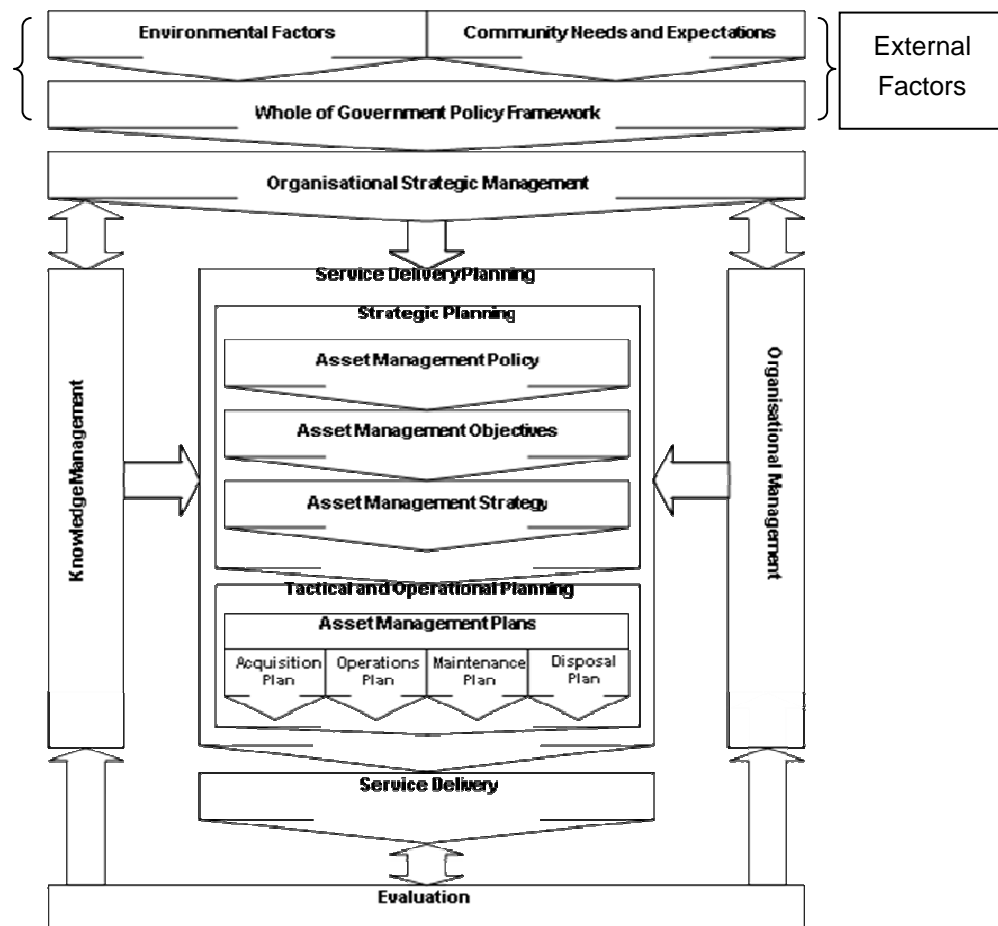 Environmental Factors
Community Needs and Expectations
External
Factors
Whole of Government Policy Framework
Organisational Strategic Management
Service Delivery Planning
Strategic Planning
Asset Management Policy
Asset Management Objectives
Asset Management Strategy
Knowledge Management
Organisational Management
Tactical and Operational Planning
Asset Management Plans
Acquisition
Plan
Operations
Plan
Maintenance
Plan
Disposal
Plan
Service Delivery
Evaluation